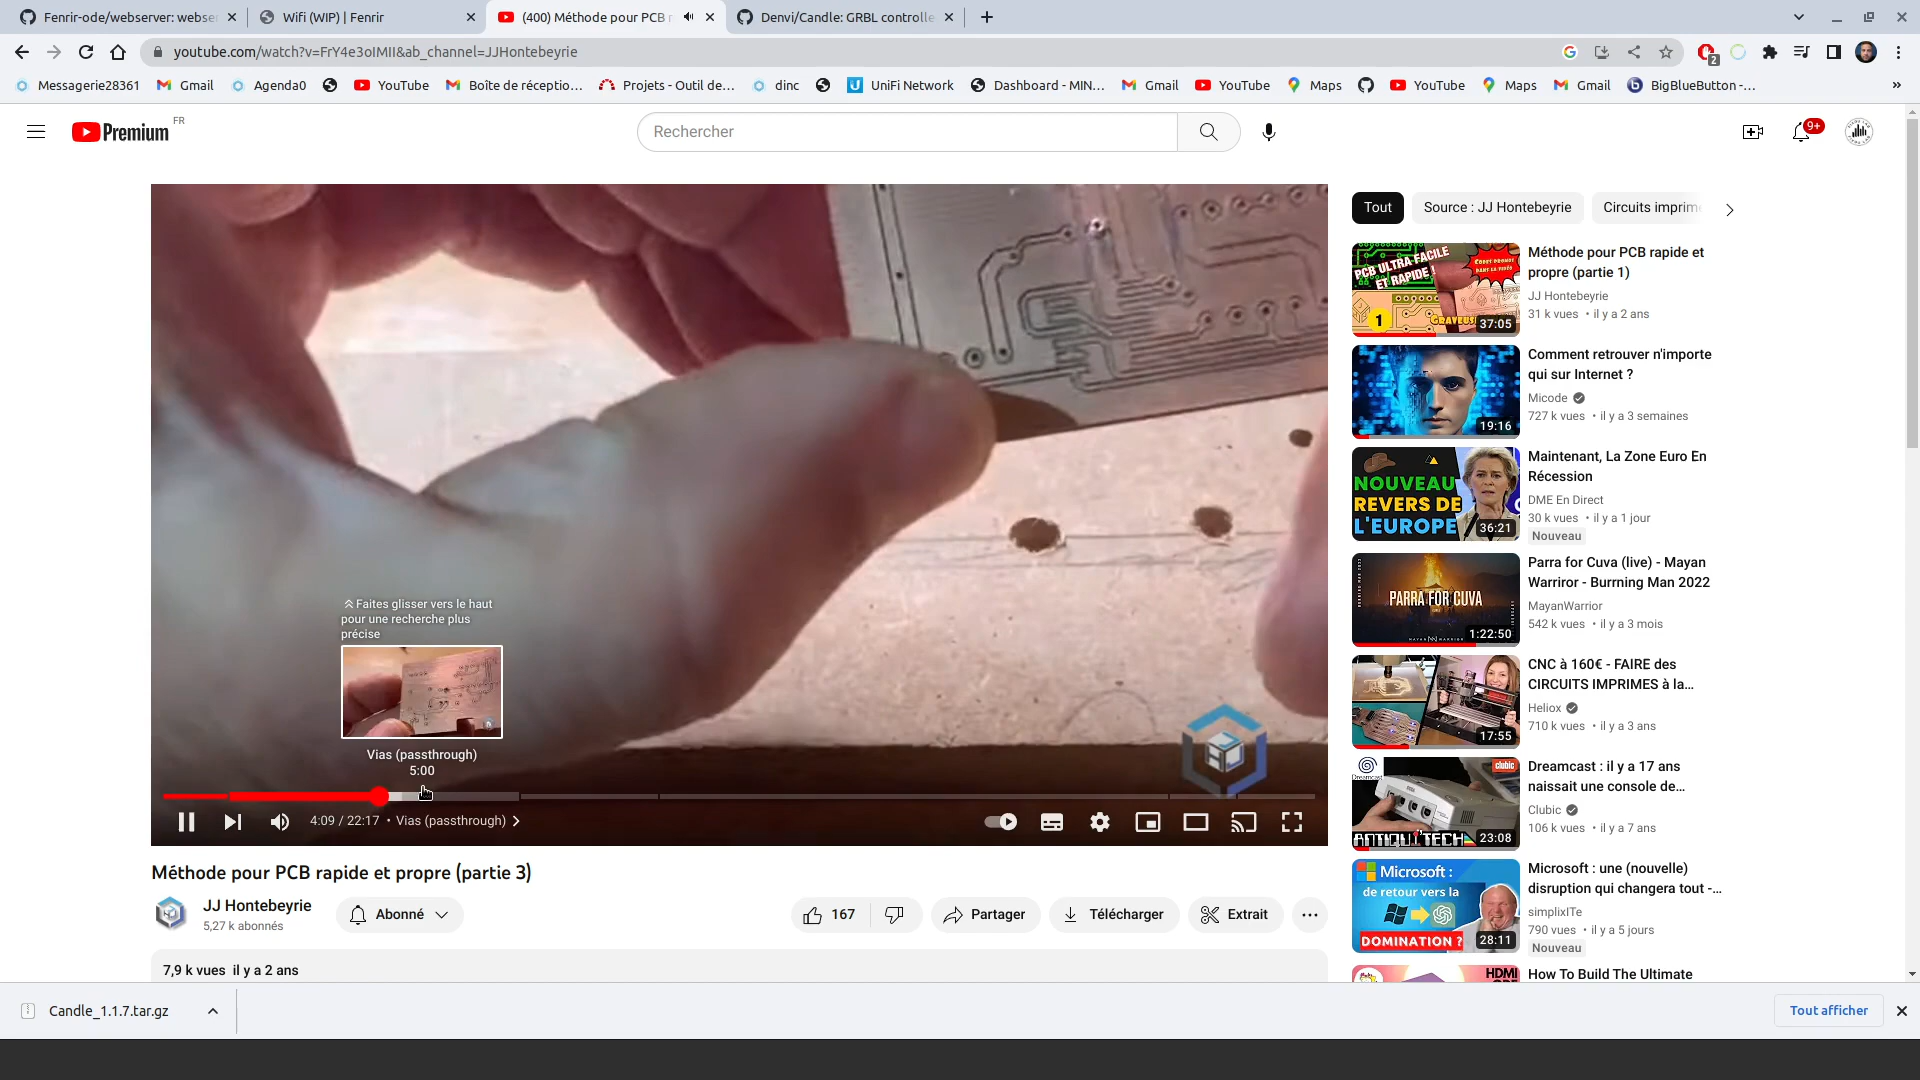 Fenrir-ode/webserver: webse
Wifi (WIP) | Fenrir
(400) Méthode pour PCB r
Denvi/Candle: GRBL controlle
youtube.com/watch?v=FrY4e3oIMII&ab_channel=JJHontebeyrie
2
Messagerie28361
Gmail
Agenda0
YouTube
Boîte de réceptio...
Projets - Outil de...
dinc
UniFi Network
Dashboard - MIN...
Gmail
YouTube
Maps
YouTube
Maps
Gmail
BigBlueButton -...
»
Premium
FR
Rechercher
9+
Faites glisser vers le haut
pour une recherche plus
précise
Vias (passthrough)
5:00
4:09 / 22:17 • Vias (passthrough)
Méthode pour PCB rapide et propre (partie 3)
JJ Hontebeyrie
5,27 k abonnés
Abonné
167
Partager
Télécharger
Extrait
7,9 k vues il y a 2 ans
Tout
Source : JJ Hontebeyrie
Circuits imprim
PCB ULTRA FACILE
ET RAPIDE !
1
37:05
Méthode pour PCB rapide et
propre (partie 1)
JJ Hontebeyrie
31 k vues • il y a 2 ans
19:16
Comment retrouver n'importe
qui sur Internet ?
Micode
727 k vues • il y a 3 semaines
NOUVEAU
REVERS DE
L'EUROPE
36:21
Maintenant, La Zone Euro En
Récession
DME En Direct
30 k vues • il y a 1 jour
Nouveau
PARRA FOR CUVA
1:22:50
Parra for Cuva (live) - Mayan
Warriror - Burrning Man 2022
MayanWarrior
542 k vues • il y a 3 mois
17:55
CNC à 160€ - FAIRE des
CIRCUITS IMPRIMES à la...
Heliox
710 k vues • il y a 3 ans
Dreamcast
clubic
ANTIQUITECH
23:08
Dreamcast : il y a 17 ans
naissait une console de...
Clubic
106 k vues • il y a 7 ans
Microsoft :
de retour vers la
DOMINATION ?
28:11
Microsoft : une (nouvelle)
disruption qui changera tout -...
simplixITe
790 vues • il y a 5 jours
Nouveau
HDMI
How To Build The Ultimate
Candle_1.1.7.tar.gz
Tout afficher